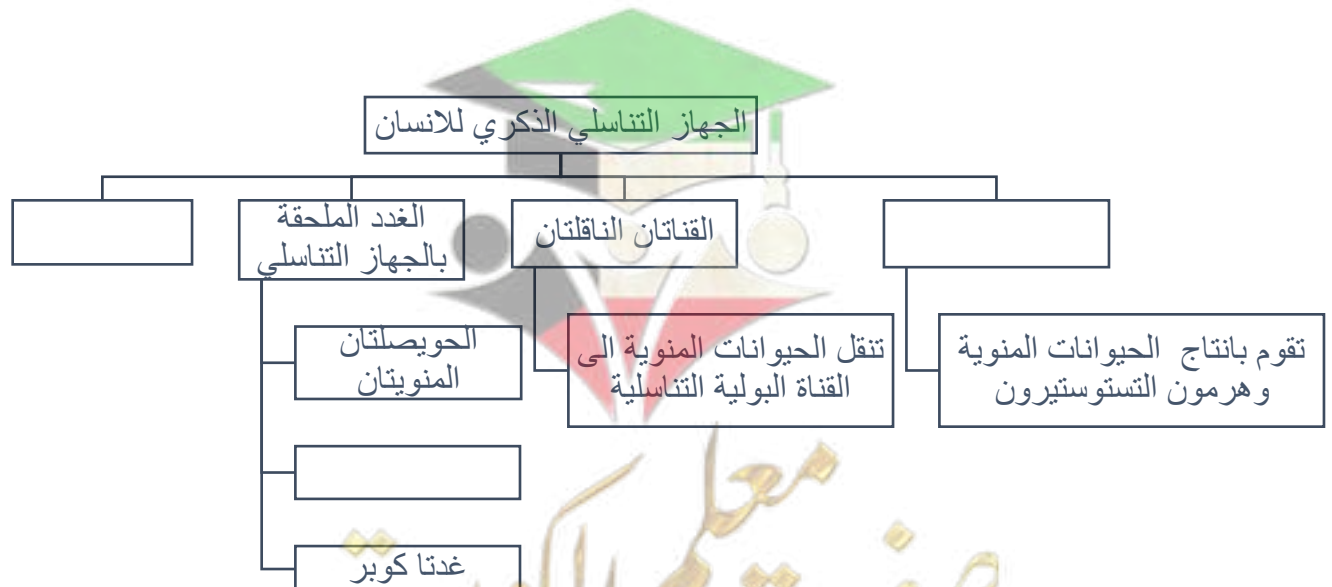 الجهاز التناسلي الذكري للانسان
القناتان الناقلتان
الغدد الملحقة
بالجهاز التناسلي
تقوم بانتاج الحيوانات المنوية
وهرمون التستوستيرون
تنقل الحيوانات المنوية الى
القناة البولية التناسلية
الحويصلتان
المنويتان
غدتا كوبر